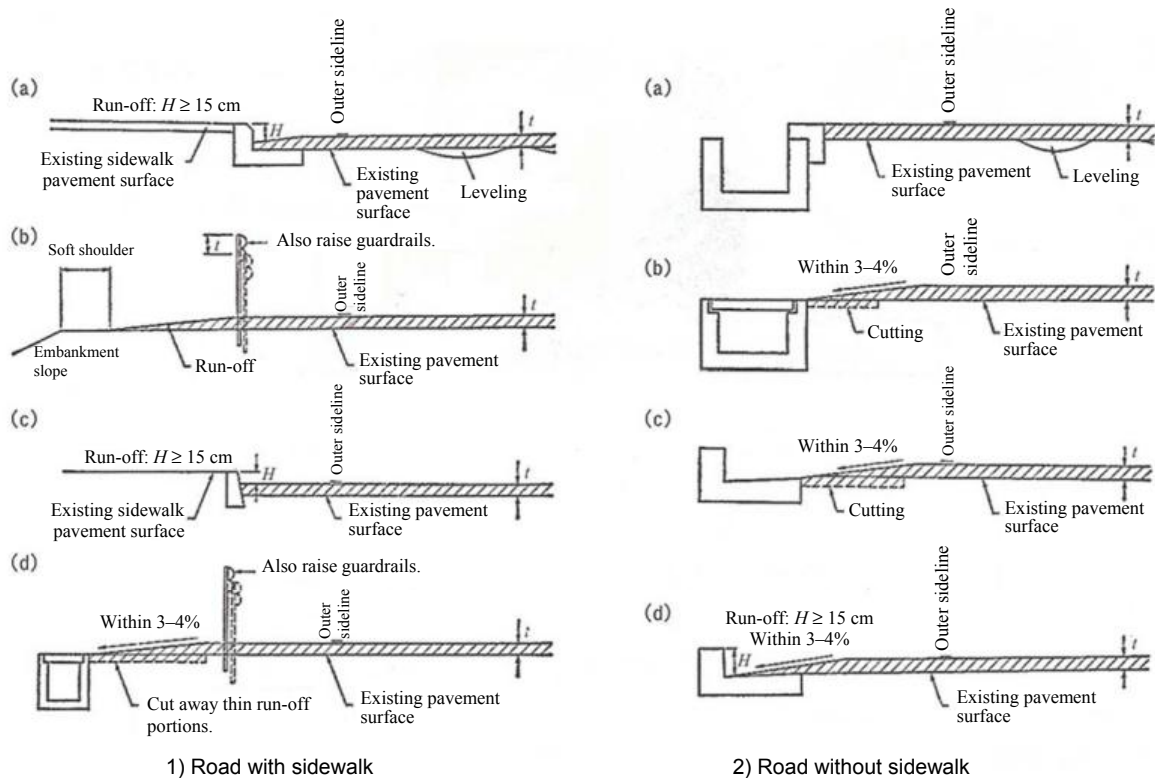 (a)
Run-off: H ≥ 15 cm
Outer sideline
H
t
Existing sidewalk
pavement surface
Existing
pavement
surface
Leveling
(b)
Soft shoulder
t
Also raise guardrails.
Outer
sideline
t
Embankment
slope
Run-off
Existing pavement
surface
(c)
Run-off: H ≥ 15 cm
Outer sideline
H
t
Existing sidewalk
pavement surface
Existing pavement
surface
(d)
Also raise guardrails.
Within 3–4%
Outer
sideline
t
Cut away thin run-off
portions.
Existing pavement
surface
1) Road with sidewalk
(a)
Outer sideline
t
Existing pavement
surface
Leveling
(b)
Within 3–4%
Outer
sideline
t
Cutting
Existing pavement
surface
(c)
Within 3–4%
Outer sideline
t
Cutting
Existing pavement
surface
(d)
Run-off: H ≥ 15 cm
Within 3–4%
Outer sideline
H
t
Existing pavement
surface
2) Road without sidewalk